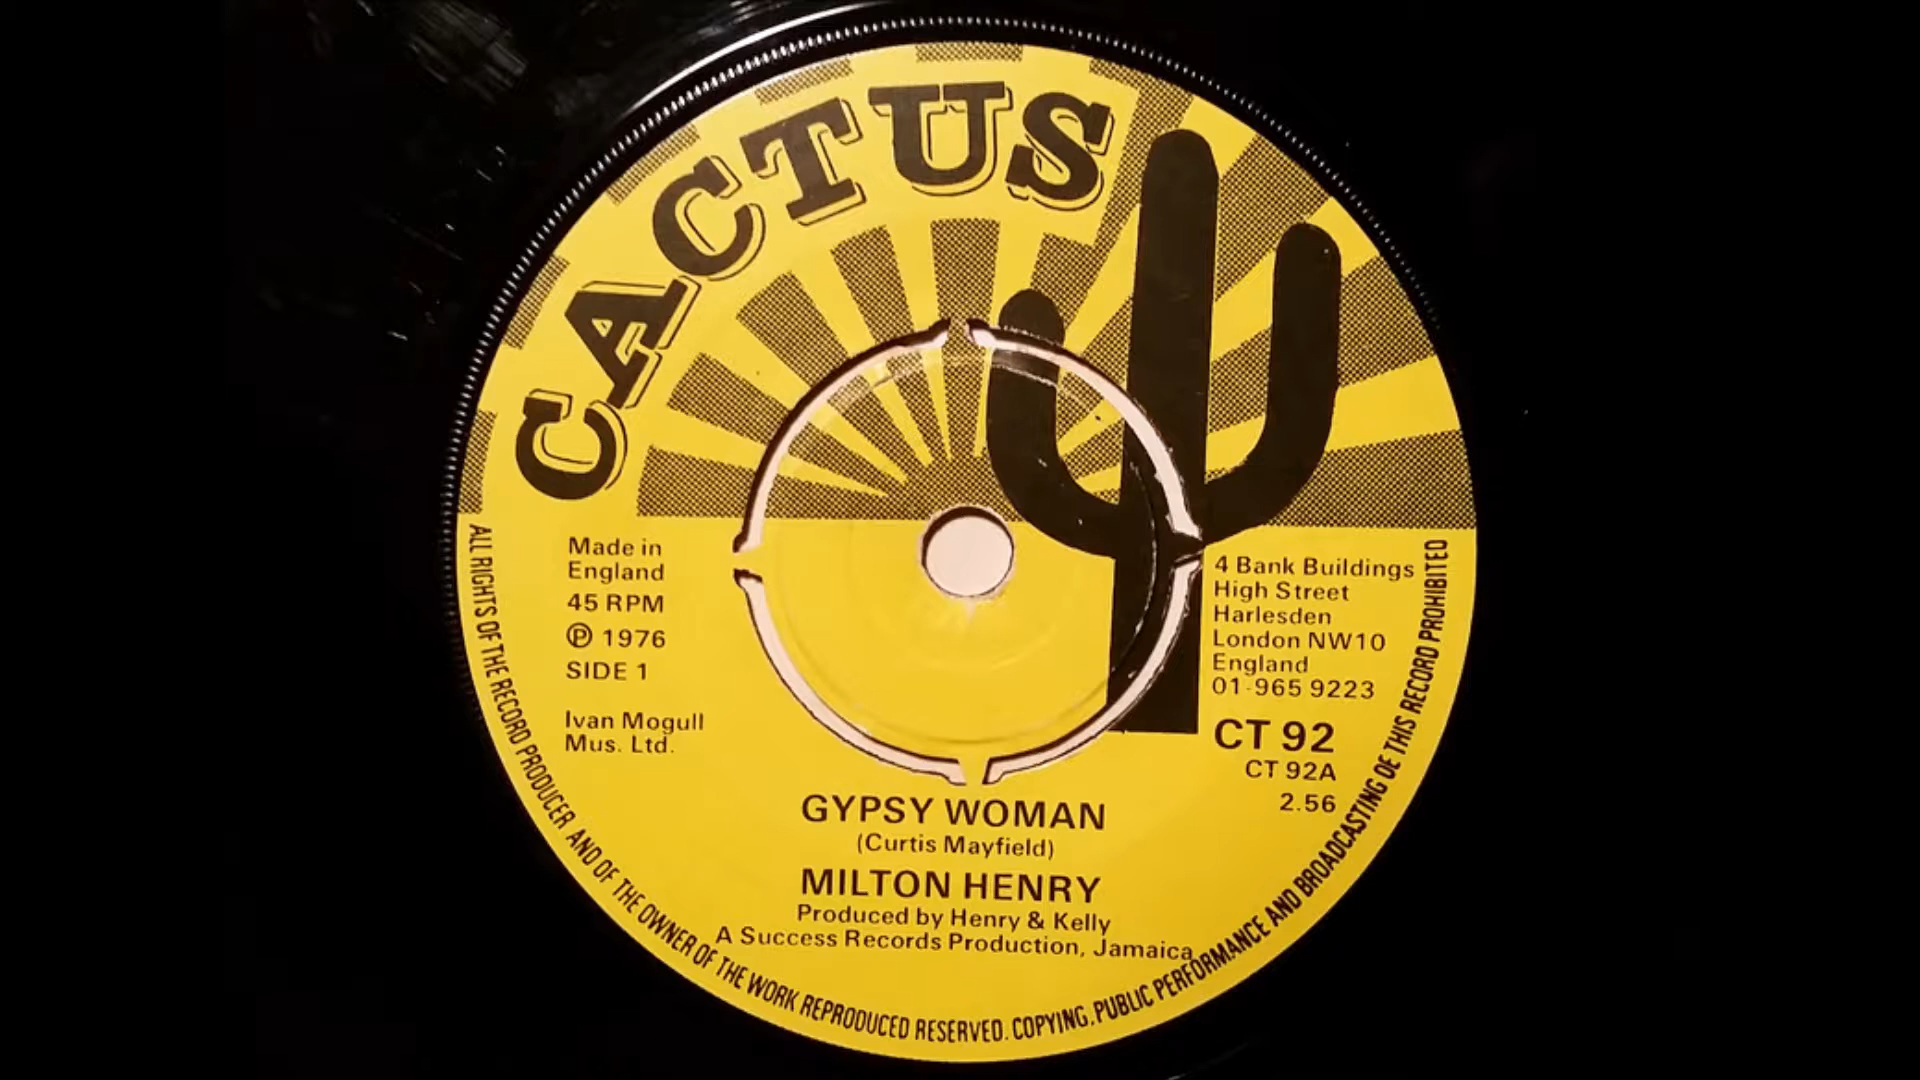 CACTUS
Made in
England
45 RPM
Ⓟ 1976
SIDE 1
Ivan Mogull
Mus. Ltd.
4 Bank Buildings
High Street
Harlesden
London NW10
England
01-965 9223
CT 92
CT 92A
2.56
GYPSY WOMAN
(Curtis Mayfield)
MILTON HENRY
Produced by Henry & Kelly
A Success Records Production, Jamaica
ALL RIGHTS OF THE RECORD PRODUCER AND OF THE OWNER OF THE WORK REPRODUCED RESERVED. COPYING, PUBLIC PERFORMANCE AND BROADCASTING OE THIS RECORD PROHIBITED